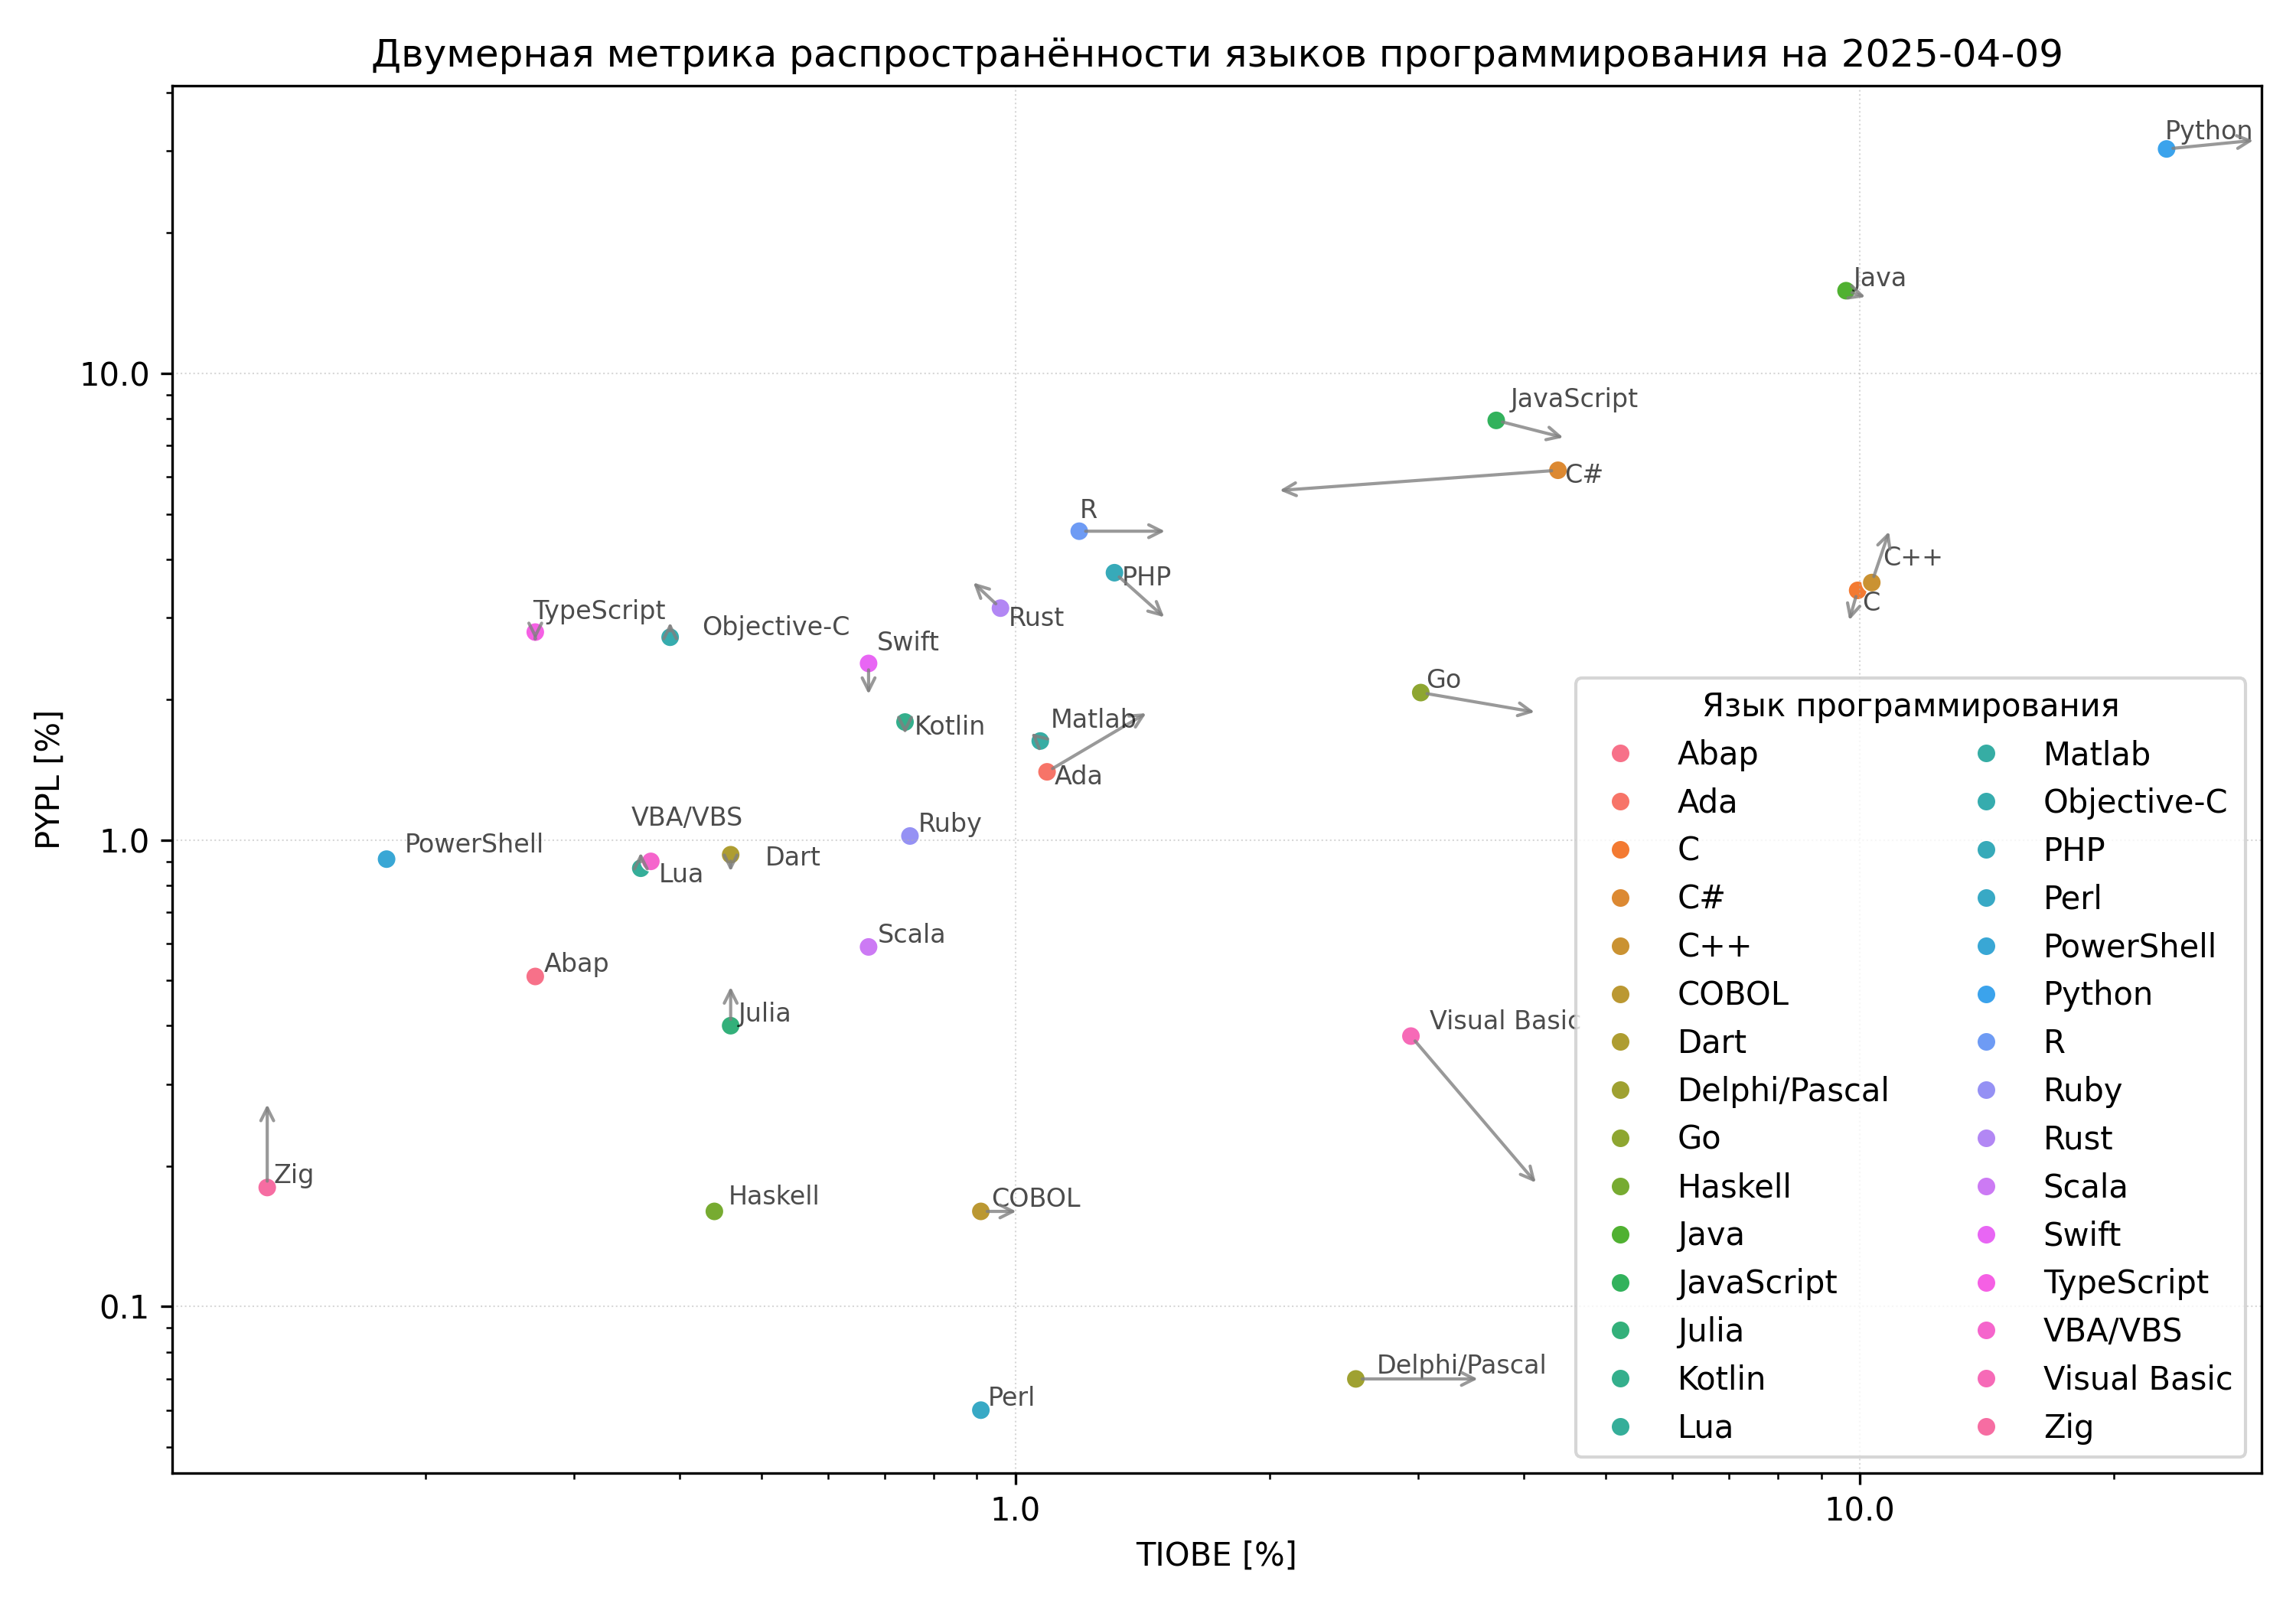 Двумерная метрика распространённости языков программирования на 2025-04-09
Python
Java
10.0
JavaScript
C#
R
C++
PHP
C
TypeScript
Rust
Objective-C
Swift
Go
Matlab
Kotlin
Ada
PYPL [%]
VBA/VBS
Ruby
1.0
PowerShell
Dart
Lua
Scala
Abap
Julia
Visual Basic
Zig
Haskell
COBOL
0.1
Delphi/Pascal
Perl
Язык программирования
Abap
Ada
C
C#
C++
COBOL
Dart
Delphi/Pascal
Go
Haskell
Java
JavaScript
Julia
Kotlin
Lua
Matlab
Objective-C
PHP
Perl
PowerShell
Python
R
Ruby
Rust
Scala
Swift
TypeScript
VBA/VBS
Visual Basic
Zig
1.0
10.0
TIOBE [%]